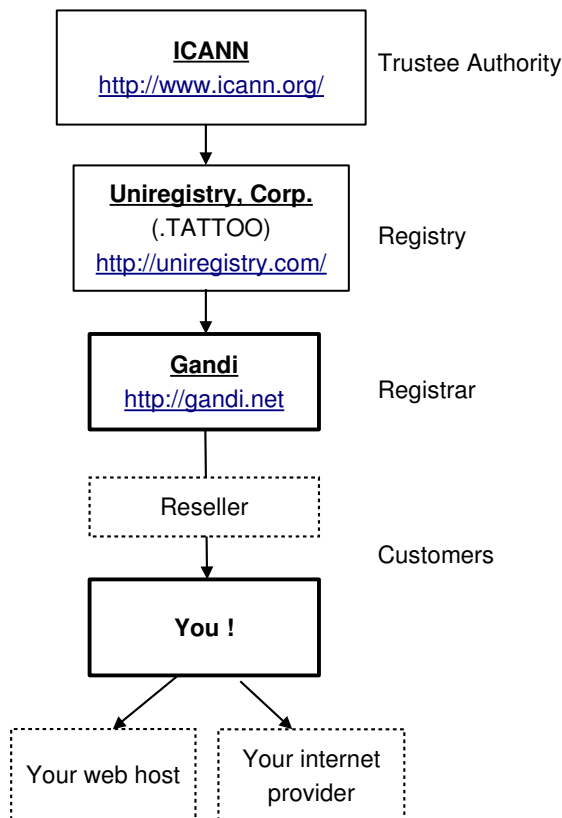 ICANN
http://www.icann.org/
Trustee Authority
Uniregistry, Corp.
(.TATTOO)
http://uniregistry.com/
Registry
Gandi
http://gandi.net
Registrar
Reseller
Customers
You !
Your web host
Your internet
provider